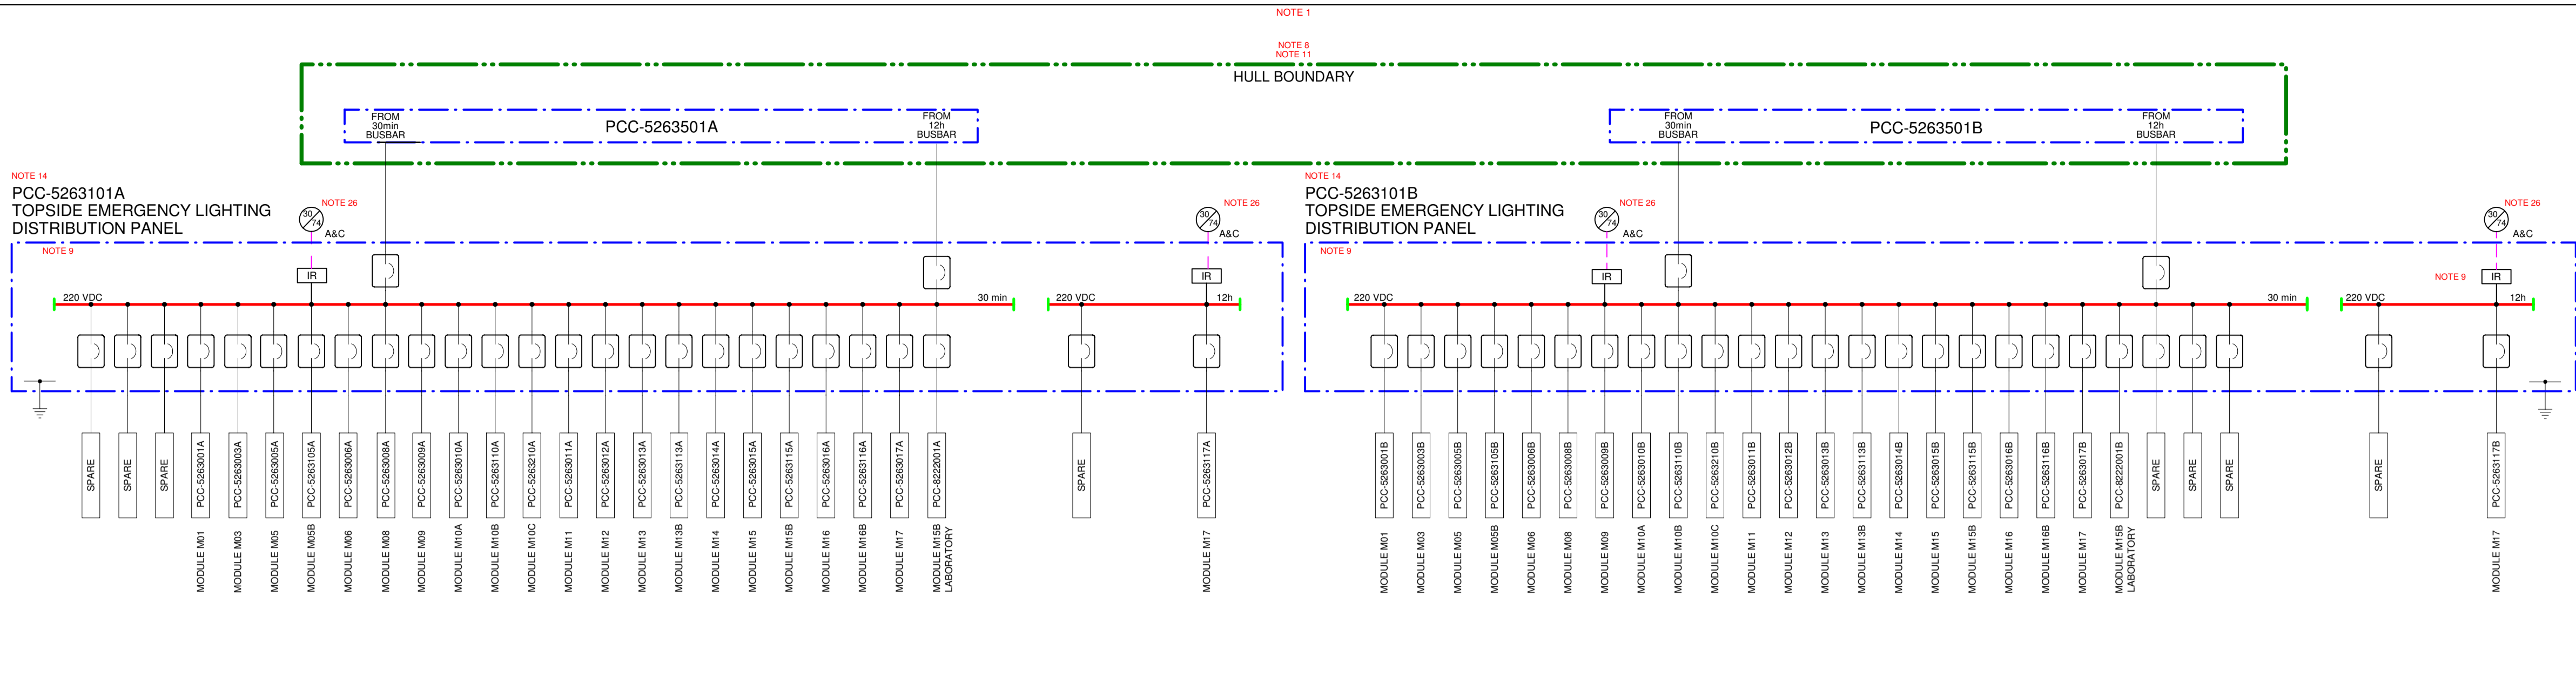 NOTE 1
NOTE 8
NOTE 11
HULL BOUNDARY
FROM
30min
BUSBAR
PCC-5263501A
FROM
12h
BUSBAR
FROM
30min
BUSBAR
PCC-5263501B
FROM
12h
BUSBAR
NOTE 14
PCC-5263101A
TOPSIDE EMERGENCY LIGHTING
DISTRIBUTION PANEL
30
74
NOTE 26
A&C
30
74
NOTE 26
A&C
NOTE 9
IR
IR
220 VDC
30 min
220 VDC
12h
SPARE
SPARE
SPARE
PCC-5263001A
PCC-5263003A
PCC-5263005A
PCC-5263105A
PCC-5263006A
PCC-5263008A
PCC-5263009A
PCC-5263010A
PCC-5263110A
PCC-5263210A
PCC-5263011A
PCC-5263012A
PCC-5263013A
PCC-5263113A
PCC-5263014A
PCC-5263015A
PCC-5263115A
PCC-5263016A
PCC-5263116A
PCC-5263017A
PCC-8222001A
SPARE
PCC-5263117A
MODULE M01
MODULE M03
MODULE M05
MODULE M05B
MODULE M06
MODULE M08
MODULE M09
MODULE M10A
MODULE M10B
MODULE M10C
MODULE M11
MODULE M12
MODULE M13
MODULE M13B
MODULE M14
MODULE M15
MODULE M15B
MODULE M16
MODULE M16B
MODULE M17
MODULE M15B
LABORATORY
MODULE M17
NOTE 14
PCC-5263101B
TOPSIDE EMERGENCY LIGHTING
DISTRIBUTION PANEL
30
74
NOTE 26
A&C
30
74
NOTE 26
A&C
NOTE 9
IR
NOTE 9
IR
220 VDC
30 min
220 VDC
12h
PCC-5263001B
PCC-5263003B
PCC-5263005B
PCC-5263105B
PCC-5263006B
PCC-5263008B
PCC-5263009B
PCC-5263010B
PCC-5263110B
PCC-5263210B
PCC-5263011B
PCC-5263012B
PCC-5263013B
PCC-5263113B
PCC-5263014B
PCC-5263015B
PCC-5263115B
PCC-5263016B
PCC-5263116B
PCC-5263017B
PCC-8222001B
SPARE
SPARE
SPARE
SPARE
PCC-5263117B
MODULE M01
MODULE M03
MODULE M05
MODULE M05B
MODULE M06
MODULE M08
MODULE M09
MODULE M10A
MODULE M10B
MODULE M10C
MODULE M11
MODULE M12
MODULE M13
MODULE M13B
MODULE M14
MODULE M15
MODULE M15B
MODULE M16
MODULE M16B
MODULE M17
MODULE M15B
LABORATORY
MODULE M17